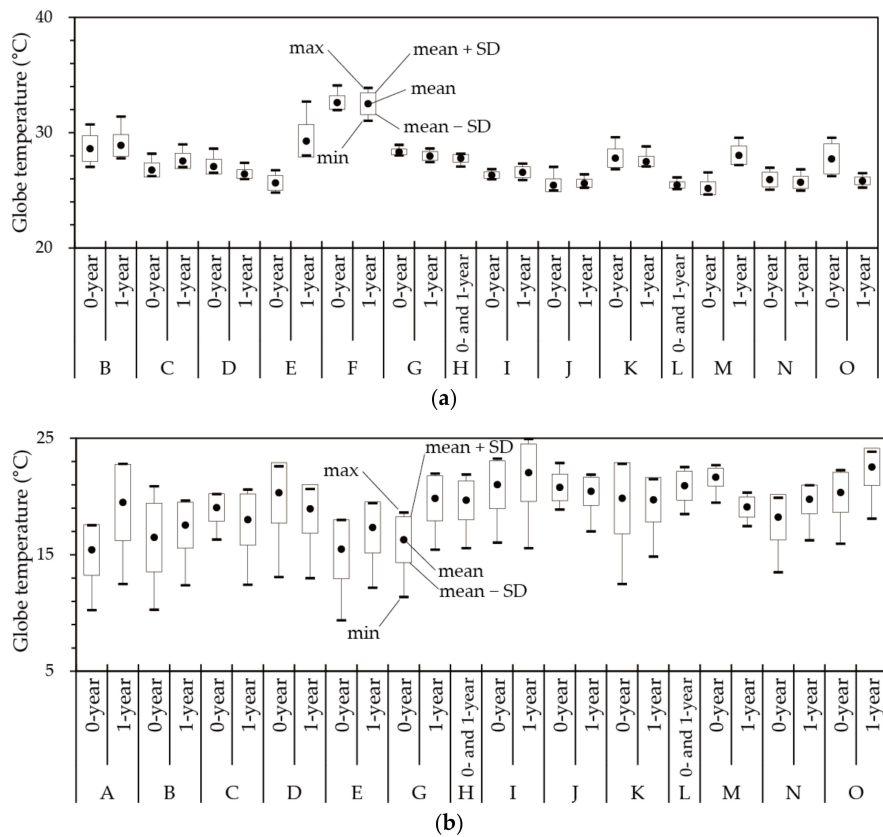 40
30
20
Globe temperature (°C)
max
mean + SD
mean
mean − SD
min
0-year 1-year 0-year 1-year 0-year 1-year 0-year 1-year 0-year 1-year 0-year 1-year 0- and 1-year 0-year 1-year 0-year 1-year 0-year 1-year 0- and 1-year 0-year 1-year 0-year 1-year 0-year 1-year
B C D E F G H I J K L M N O
(a)
25
15
5
Globe temperature (°C)
max
mean + SD
mean
mean − SD
min
0-year 1-year 0-year 1-year 0-year 1-year 0-year 1-year 0-year 1-year 0-year 1-year 0- and 1-year 0-year 1-year 0-year 1-year 0-year 1-year 0- and 1-year 0-year 1-year 0-year 1-year 0-year 1-year
A B C D E G H I J K L M N O
(b)